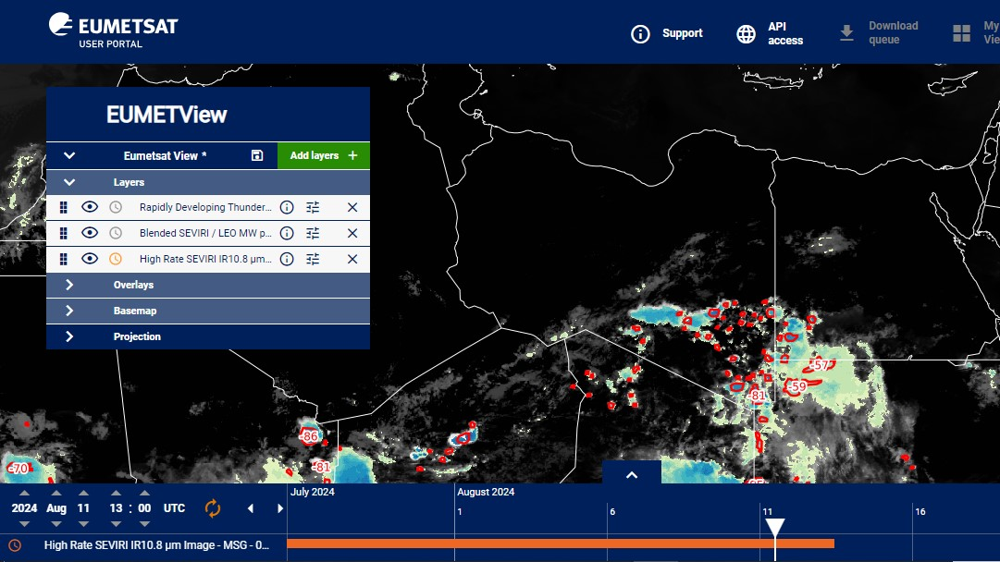 EUMETSAT
USER PORTAL
Support
API
access
Download
queue
My
Vie
EUMETView
Eumetsat View *
Add layers +
Layers
Rapidly Developing Thunder...
Blended SEVIRI / LEO MW p...
High Rate SEVIRI IR10.8 µm...
Overlays
Basemap
Projection
-57
-59
-81
-86
-81
-70
July 2024
August 2024
2024 Aug 11 13 : 00 UTC
1
6
11
16
High Rate SEVIRI IR10.8 µm Image - MSG - 0...